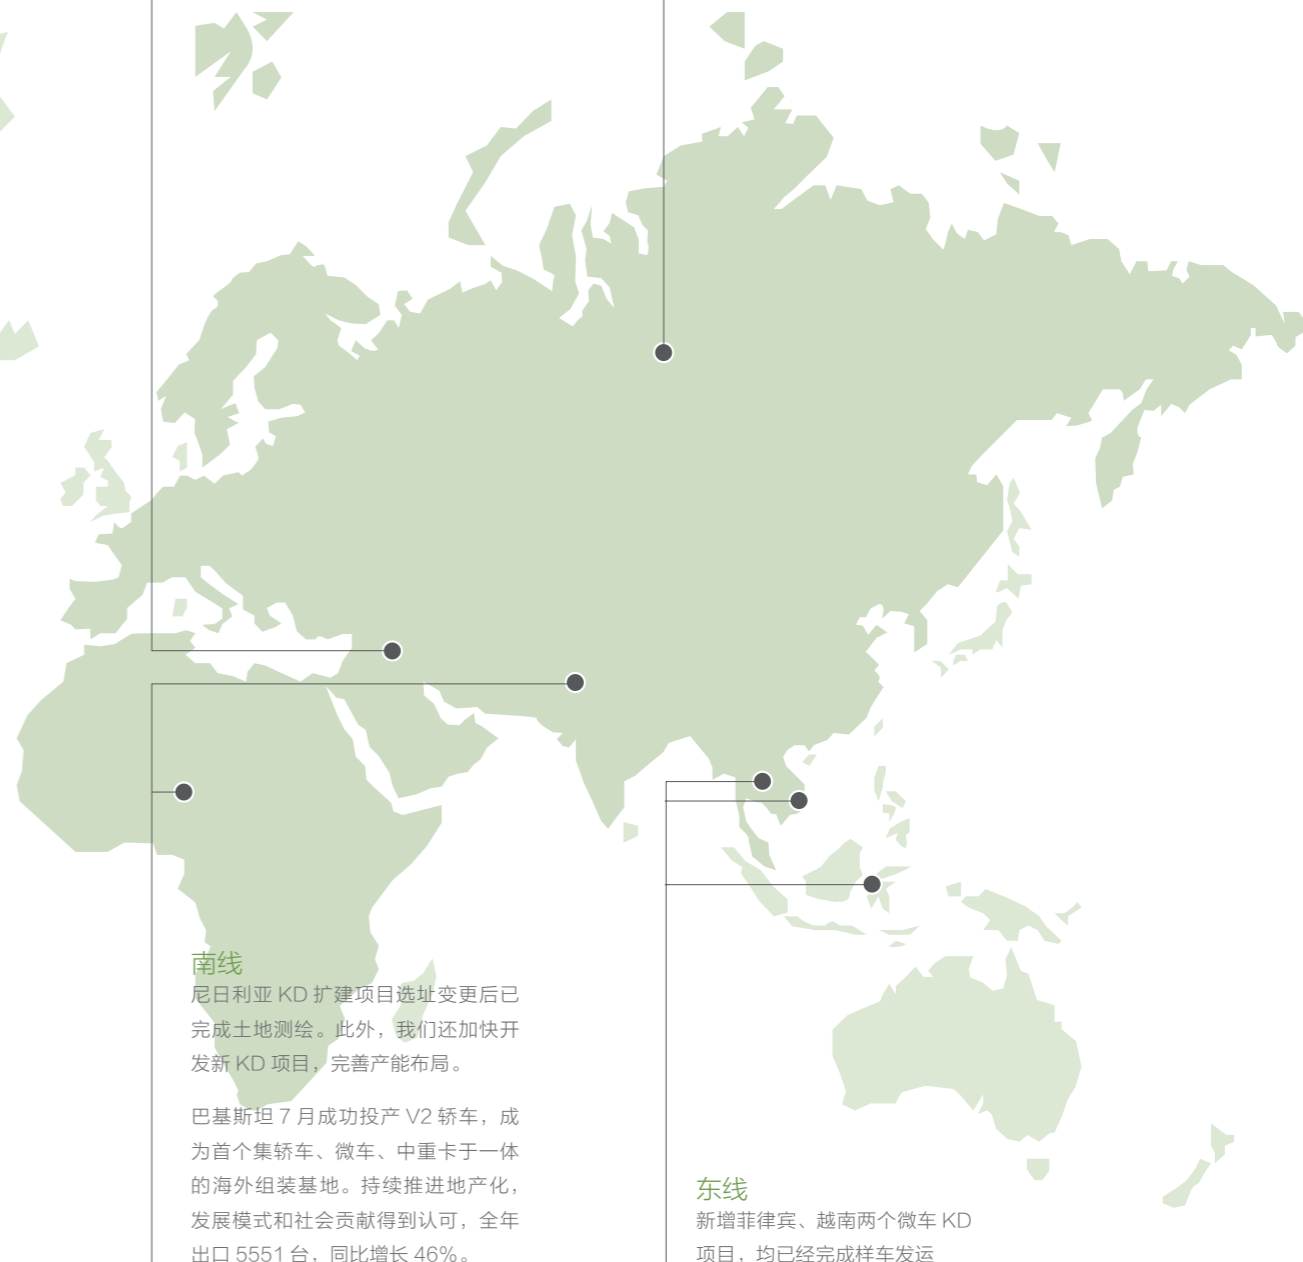 南线
尼日利亚 KD 扩建项目选址变更后已
完成土地测绘。此外，我们还加快开
发新 KD 项目，完善产能布局。
巴基斯坦 7 月成功投产 V2 轿车，成
为首个集轿车、微车、中重卡于一体
的海外组装基地。持续推进地产化，
发展模式和社会贡献得到认可，全年
出口 5551 台，同比增长 46%。
东线
新增菲律宾、越南两个微车 KD
项目，均已经完成样车发运